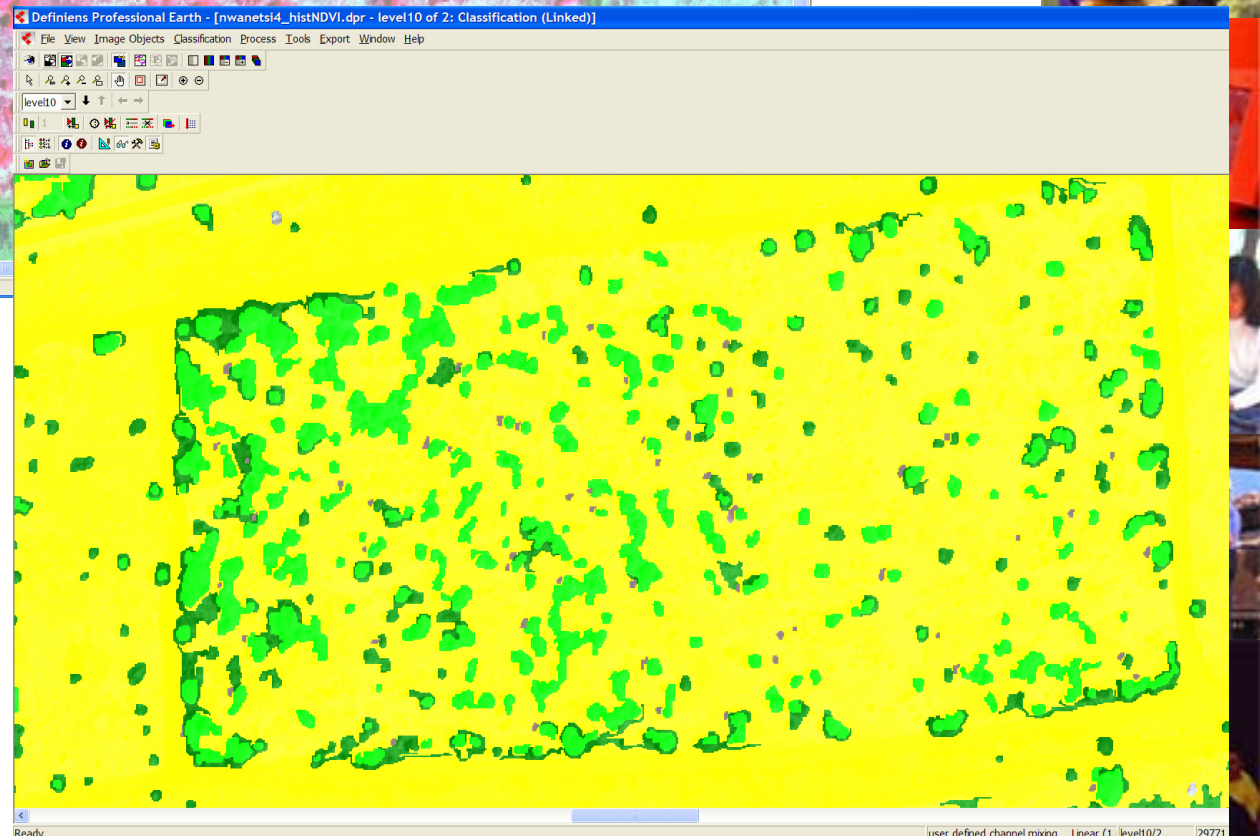 Definiens Professional Earth - [nwanetsi4_histNDVI.dpr - level10 of 2: Classification (Linked)]
File View Image Objects Classification Process Tools Export Window Help
level10
Ready user defined channel mixing Linear (1 level10/2 29771